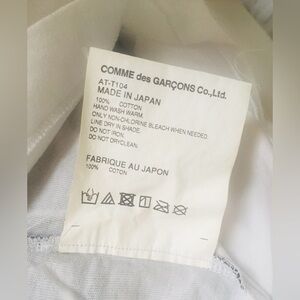 COMME des GARÇONS Co., Ltd.
AT-T104
MADE IN JAPAN
100% COTTON
HAND WASH WARM.
ONLY NON-CHLORINE BLEACH WHEN NEEDED.
LINE DRY IN SHADE.
DO NOT IRON.
DO NOT DRYCLEAN.
FABRIQUE AU JAPON
100% COTON